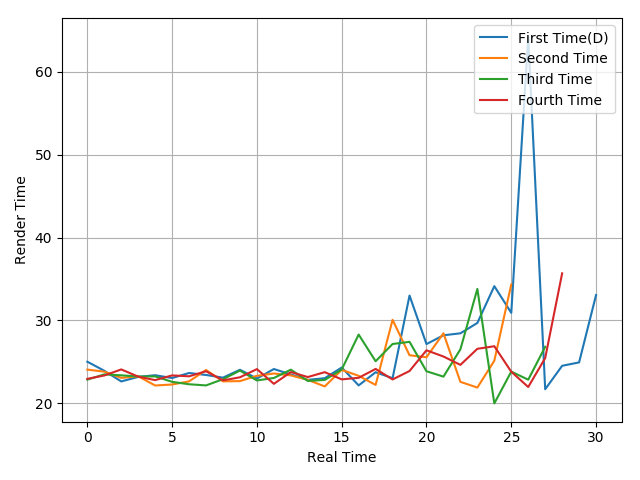 First Time(D)
Second Time
Third Time
Fourth Time
60
50
40
30
20
Render Time
0 5 10 15 20 25 30
Real Time